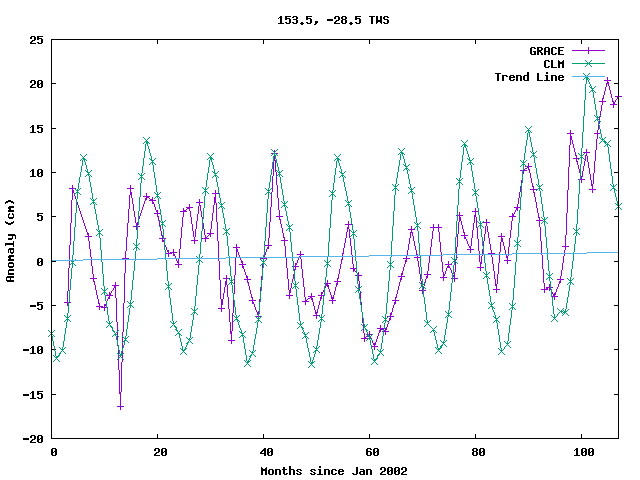 153.5, -28.5 TWS
GRACE
CLM
Trend Line
25
20
15
10
5
0
-5
-10
-15
-20
Anomaly (cm)
0 20 40 60 80 100
Months since Jan 2002